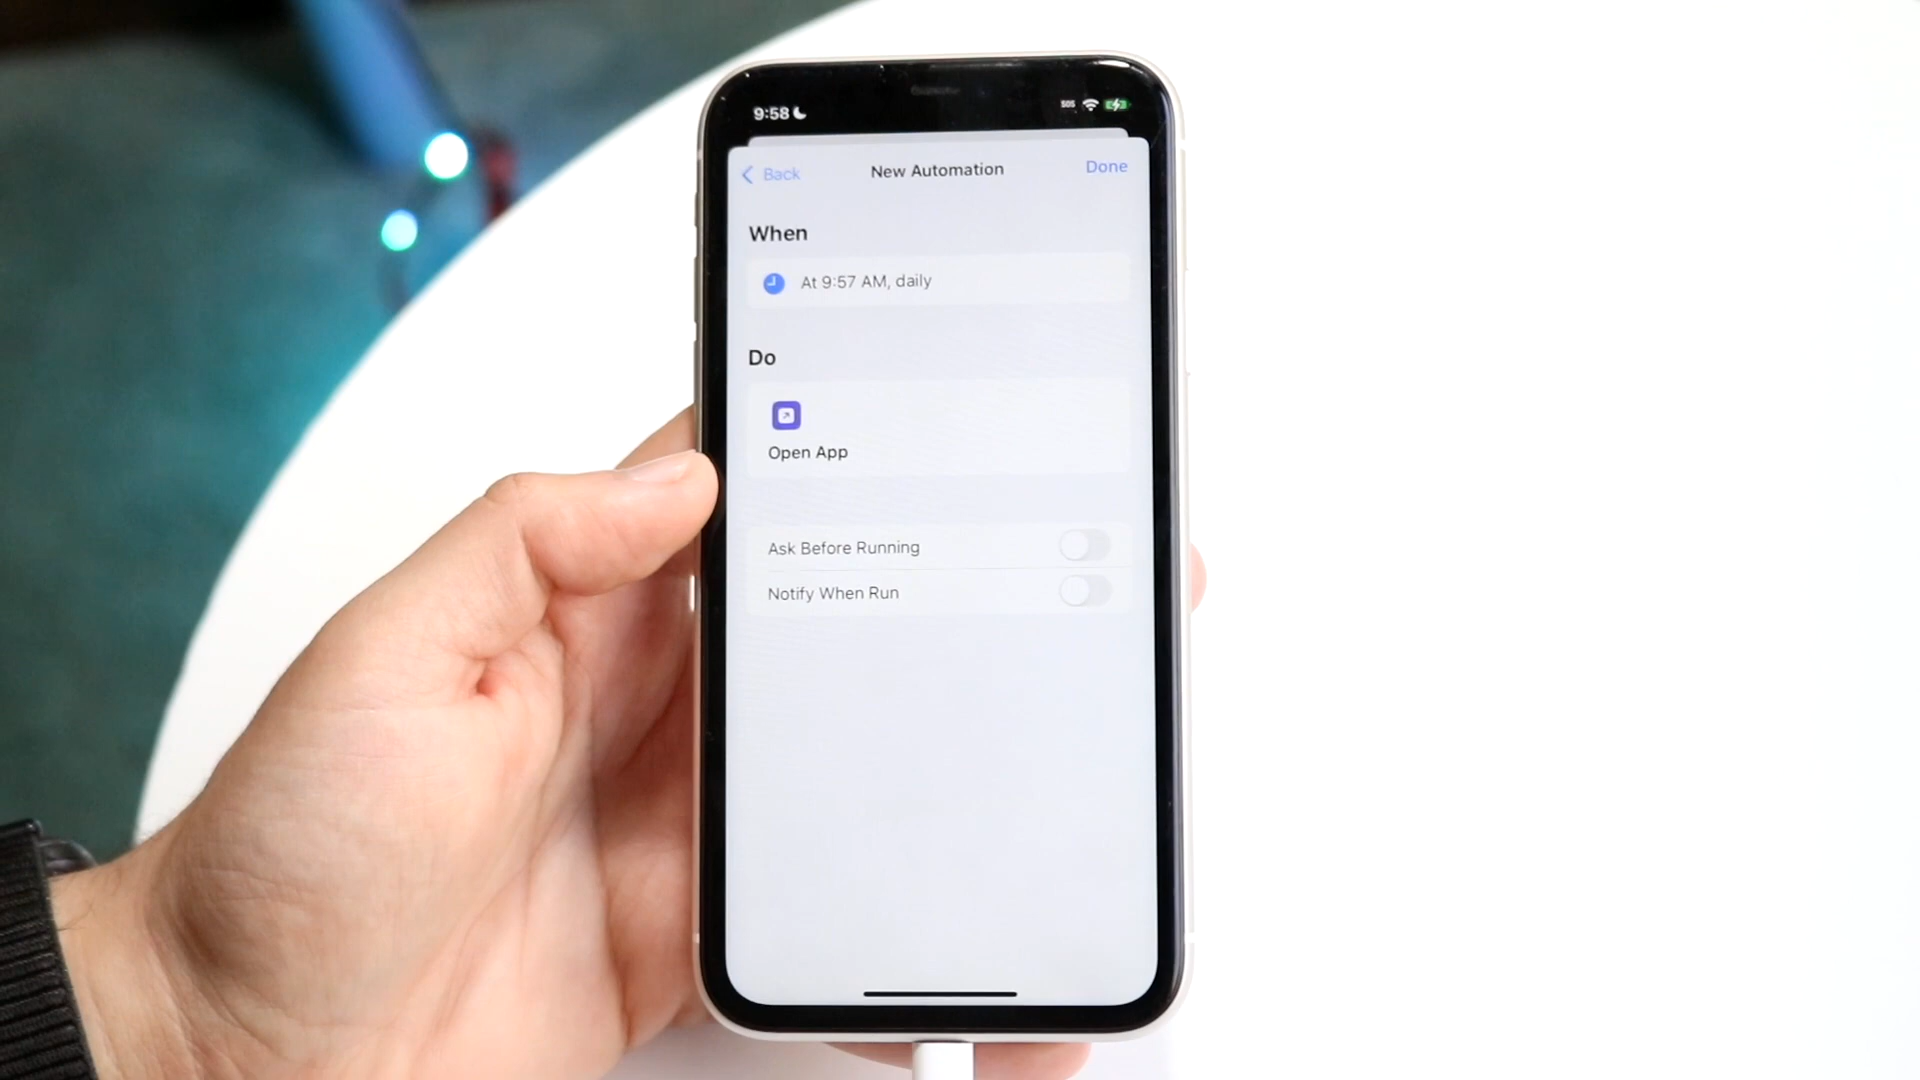 9:58 SOS
Back New Automation Done
When
At 9:57 AM, daily
Do
Open App
Ask Before Running
Notify When Run